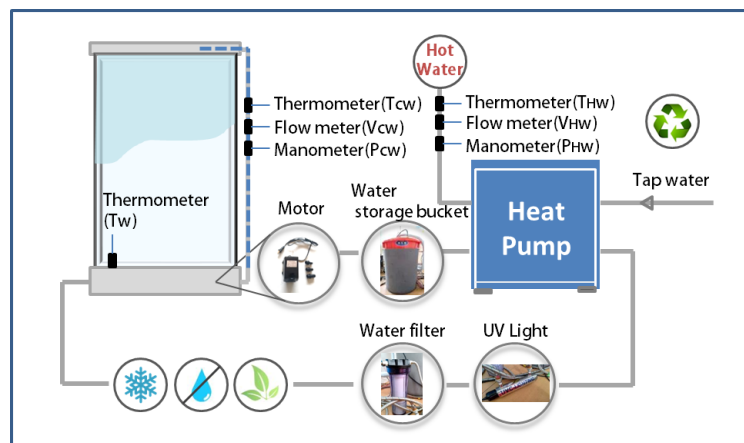 Hot
Water
Thermometer(Tcw)
Flow meter(Vcw)
Manometer(Pcw)
Thermometer(THw)
Flow meter(VHw)
Manometer(PHw)
Tap water
Thermometer
(Tw)
Motor
Water
storage bucket
Heat
Pump
Water filter
UV Light